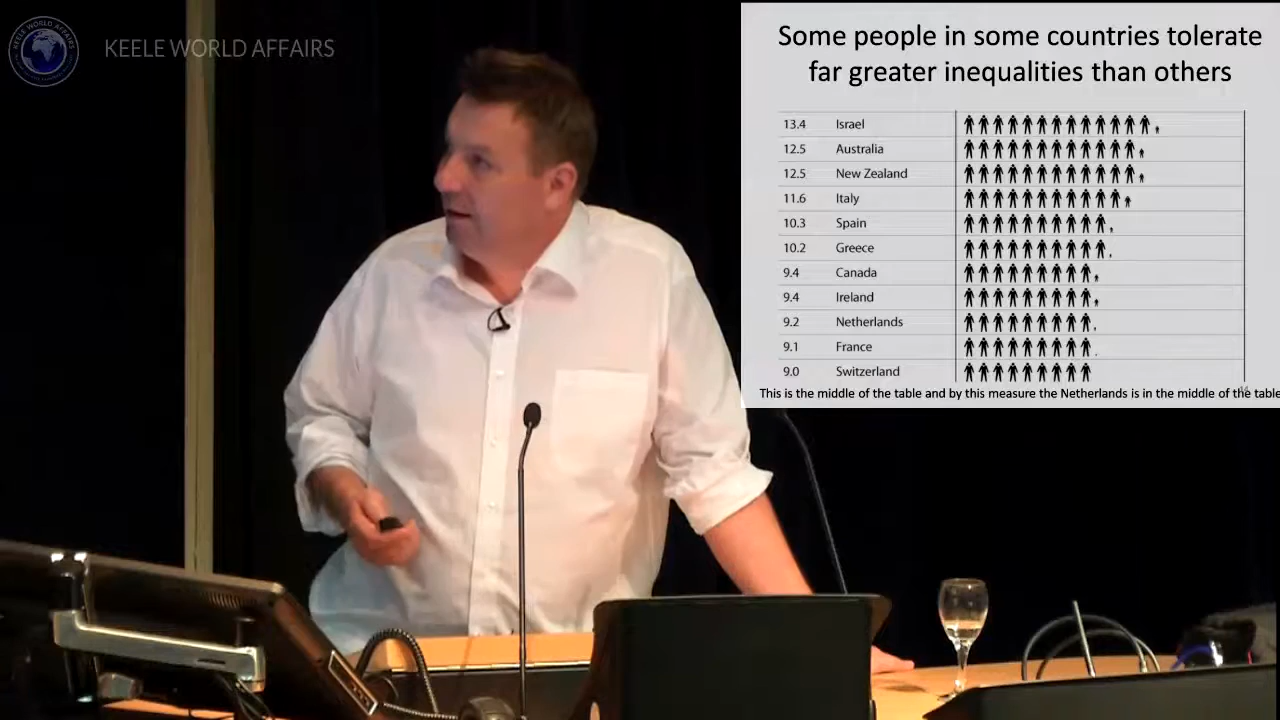 KEELE WORLD AFFAIRS
KEELE WORLD AFFAIRS
Some people in some countries tolerate
far greater inequalities than others
13.4 Israel
12.5 Australia
12.5 New Zealand
11.6 Italy
10.3 Spain
10.2 Greece
9.4 Canada
9.4 Ireland
9.2 Netherlands
9.1 France
9.0 Switzerland
This is the middle of the table and by this measure the Netherlands is in the middle of the table